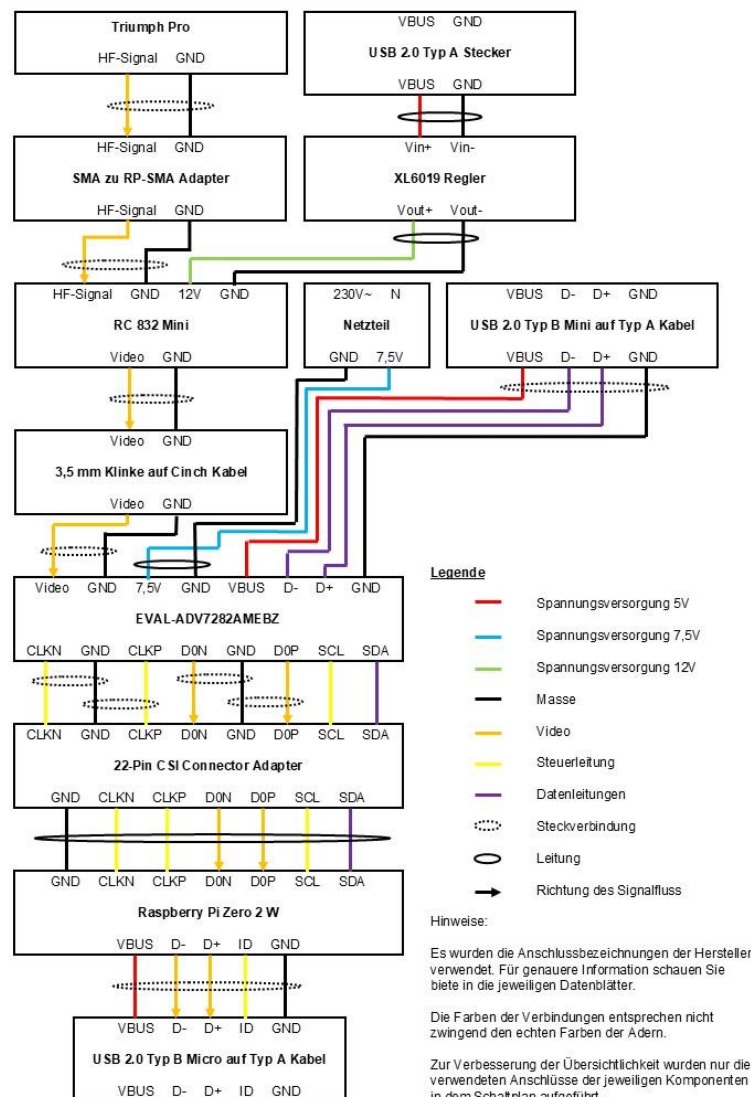 Triumph Pro
HF-Signal GND
HF-Signal GND
SMA zu RP-SMA Adapter
HF-Signal GND
VBUS GND
USB 2.0 Typ A Stecker
VBUS GND
Vin+ Vin-
XL6019 Regler
Vout+ Vout-
HF-Signal GND 12V GND
RC 832 Mini
Video GND
230V~ N
Netzteil
GND 7,5V
VBUS D- D+ GND
USB 2.0 Typ B Mini auf Typ A Kabel
VBUS D- D+ GND
Video GND
3,5 mm Klinke auf Cinch Kabel
Video GND
Video GND 7,5V GND VBUS D- D+ GND
EVAL-ADV7282AMEBZ
CLKN GND CLKP D0N GND D0P SCL SDA
CLKN GND CLKP D0N GND D0P SCL SDA
22-Pin CSI Connector Adapter
GND CLKN CLKP D0N D0P SCL SDA
GND CLKN CLKP D0N D0P SCL SDA
Raspberry Pi Zero 2 W
VBUS D- D+ ID GND
VBUS D- D+ ID GND
USB 2.0 Typ B Micro auf Typ A Kabel
VBUS D- D+ ID GND
Legende
Spannungsversorgung 5V
Spannungsversorgung 7,5V
Spannungsversorgung 12V
Masse
Video
Steuerleitung
Datenleitungen
Steckverbindung
Leitung
Richtung des Signalfluss
Hinweise:
Es wurden die Anschlussbezeichnungen der Hersteller
verwendet. Für genauere Information schauen Sie
biete in die jeweiligen Datenblätter.
Die Farben der Verbindungen entsprechen nicht
zwingend den echten Farben der Adern.
Zur Verbesserung der Übersichtlichkeit wurden nur die
verwendeten Anschlüsse der jeweiligen Komponenten
in dem Schaltplan aufgeführt